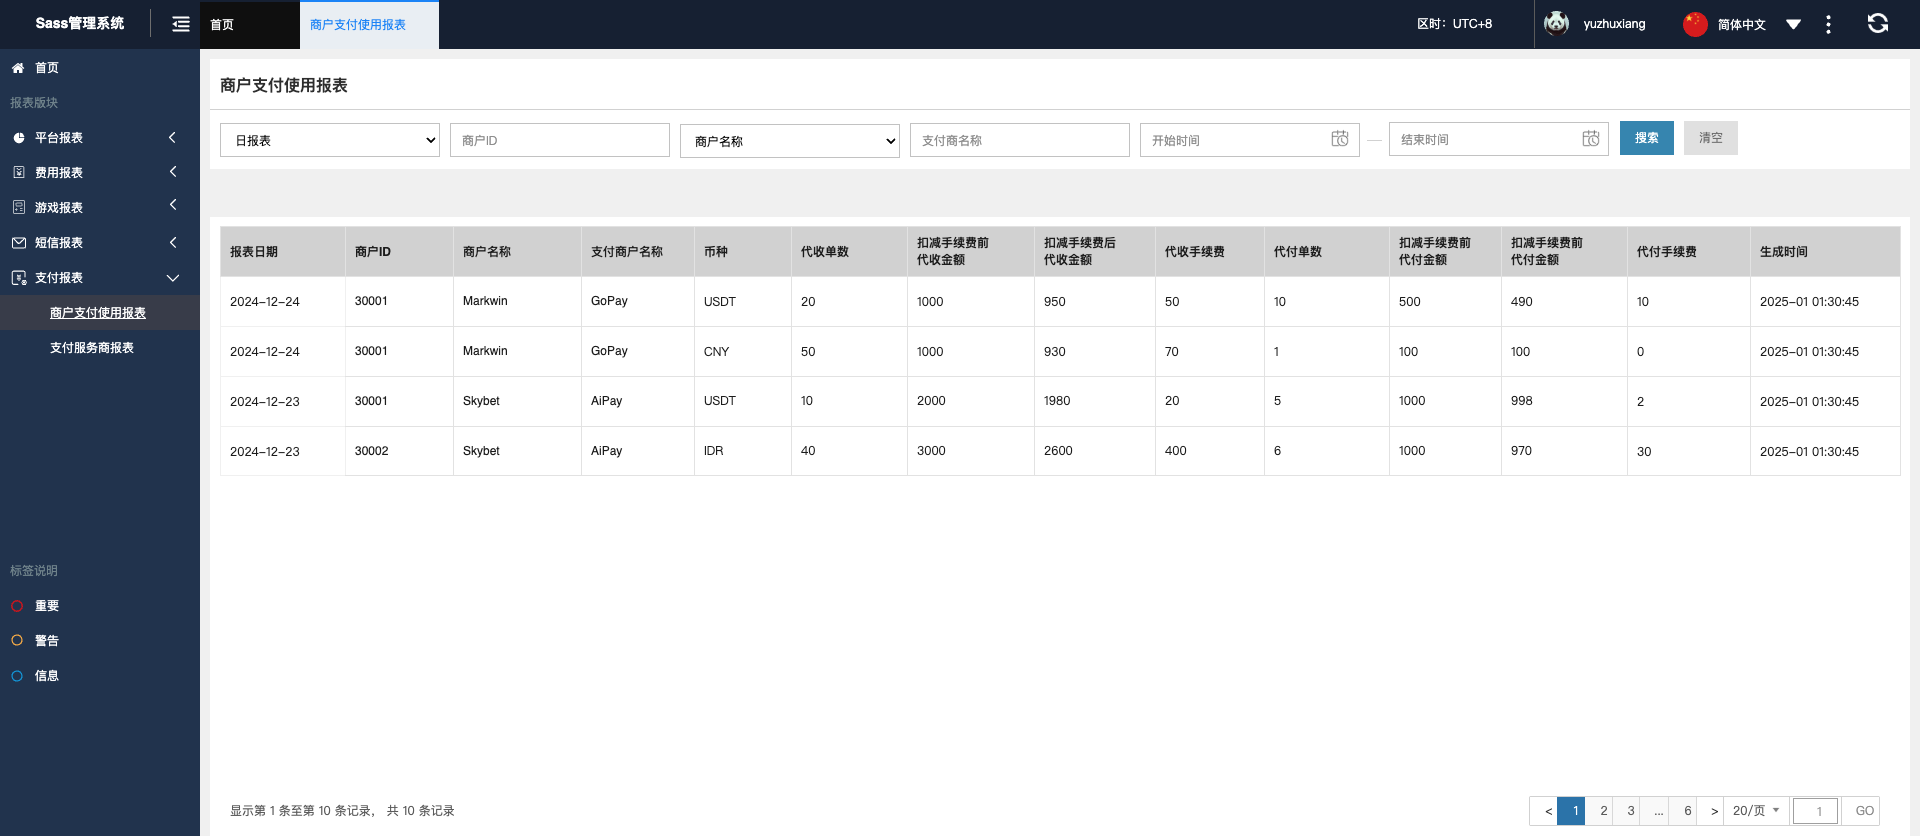 Sass管理系统
首页
商户支付使用报表
区时：UTC+8
yuzhuxiang
简体中文
首页
报表版块
平台报表
费用报表
游戏报表
短信报表
支付报表
商户支付使用报表
支付服务商报表
标签说明
重要
警告
信息
商户支付使用报表
日报表
商户ID
商户名称
支付商名称
开始时间
—
结束时间
搜索
清空
报表日期 商户ID 商户名称 支付商户名称 币种 代收单数 扣减手续费前代收金额 扣减手续费后代收金额 代收手续费 代付单数 扣减手续费前代付金额 扣减手续费前代付金额 代付手续费 生成时间
2024-12-24 30001 Markwin GoPay USDT 20 1000 950 50 10 500 490 10 2025-01 01:30:45
2024-12-24 30001 Markwin GoPay CNY 50 1000 930 70 1 100 100 0 2025-01 01:30:45
2024-12-23 30001 Skybet AiPay USDT 10 2000 1980 20 5 1000 998 2 2025-01 01:30:45
2024-12-23 30002 Skybet AiPay IDR 40 3000 2600 400 6 1000 970 30 2025-01 01:30:45
显示第 1 条至第 10 条记录， 共 10 条记录
< 1 2 3 ... 6 > 20/页 1 GO